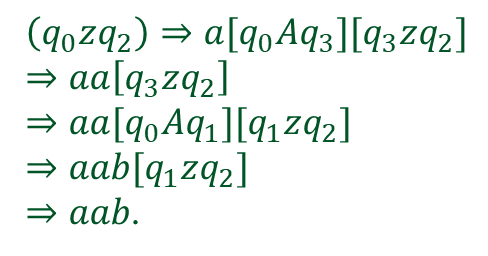 (q₀zq₂) ⇒ a[q₀Aq₃][q₃zq₂]
⇒ aa[q₃zq₂]
⇒ aa[q₀Aq₁][q₁zq₂]
⇒ aab[q₁zq₂]
⇒ aab.